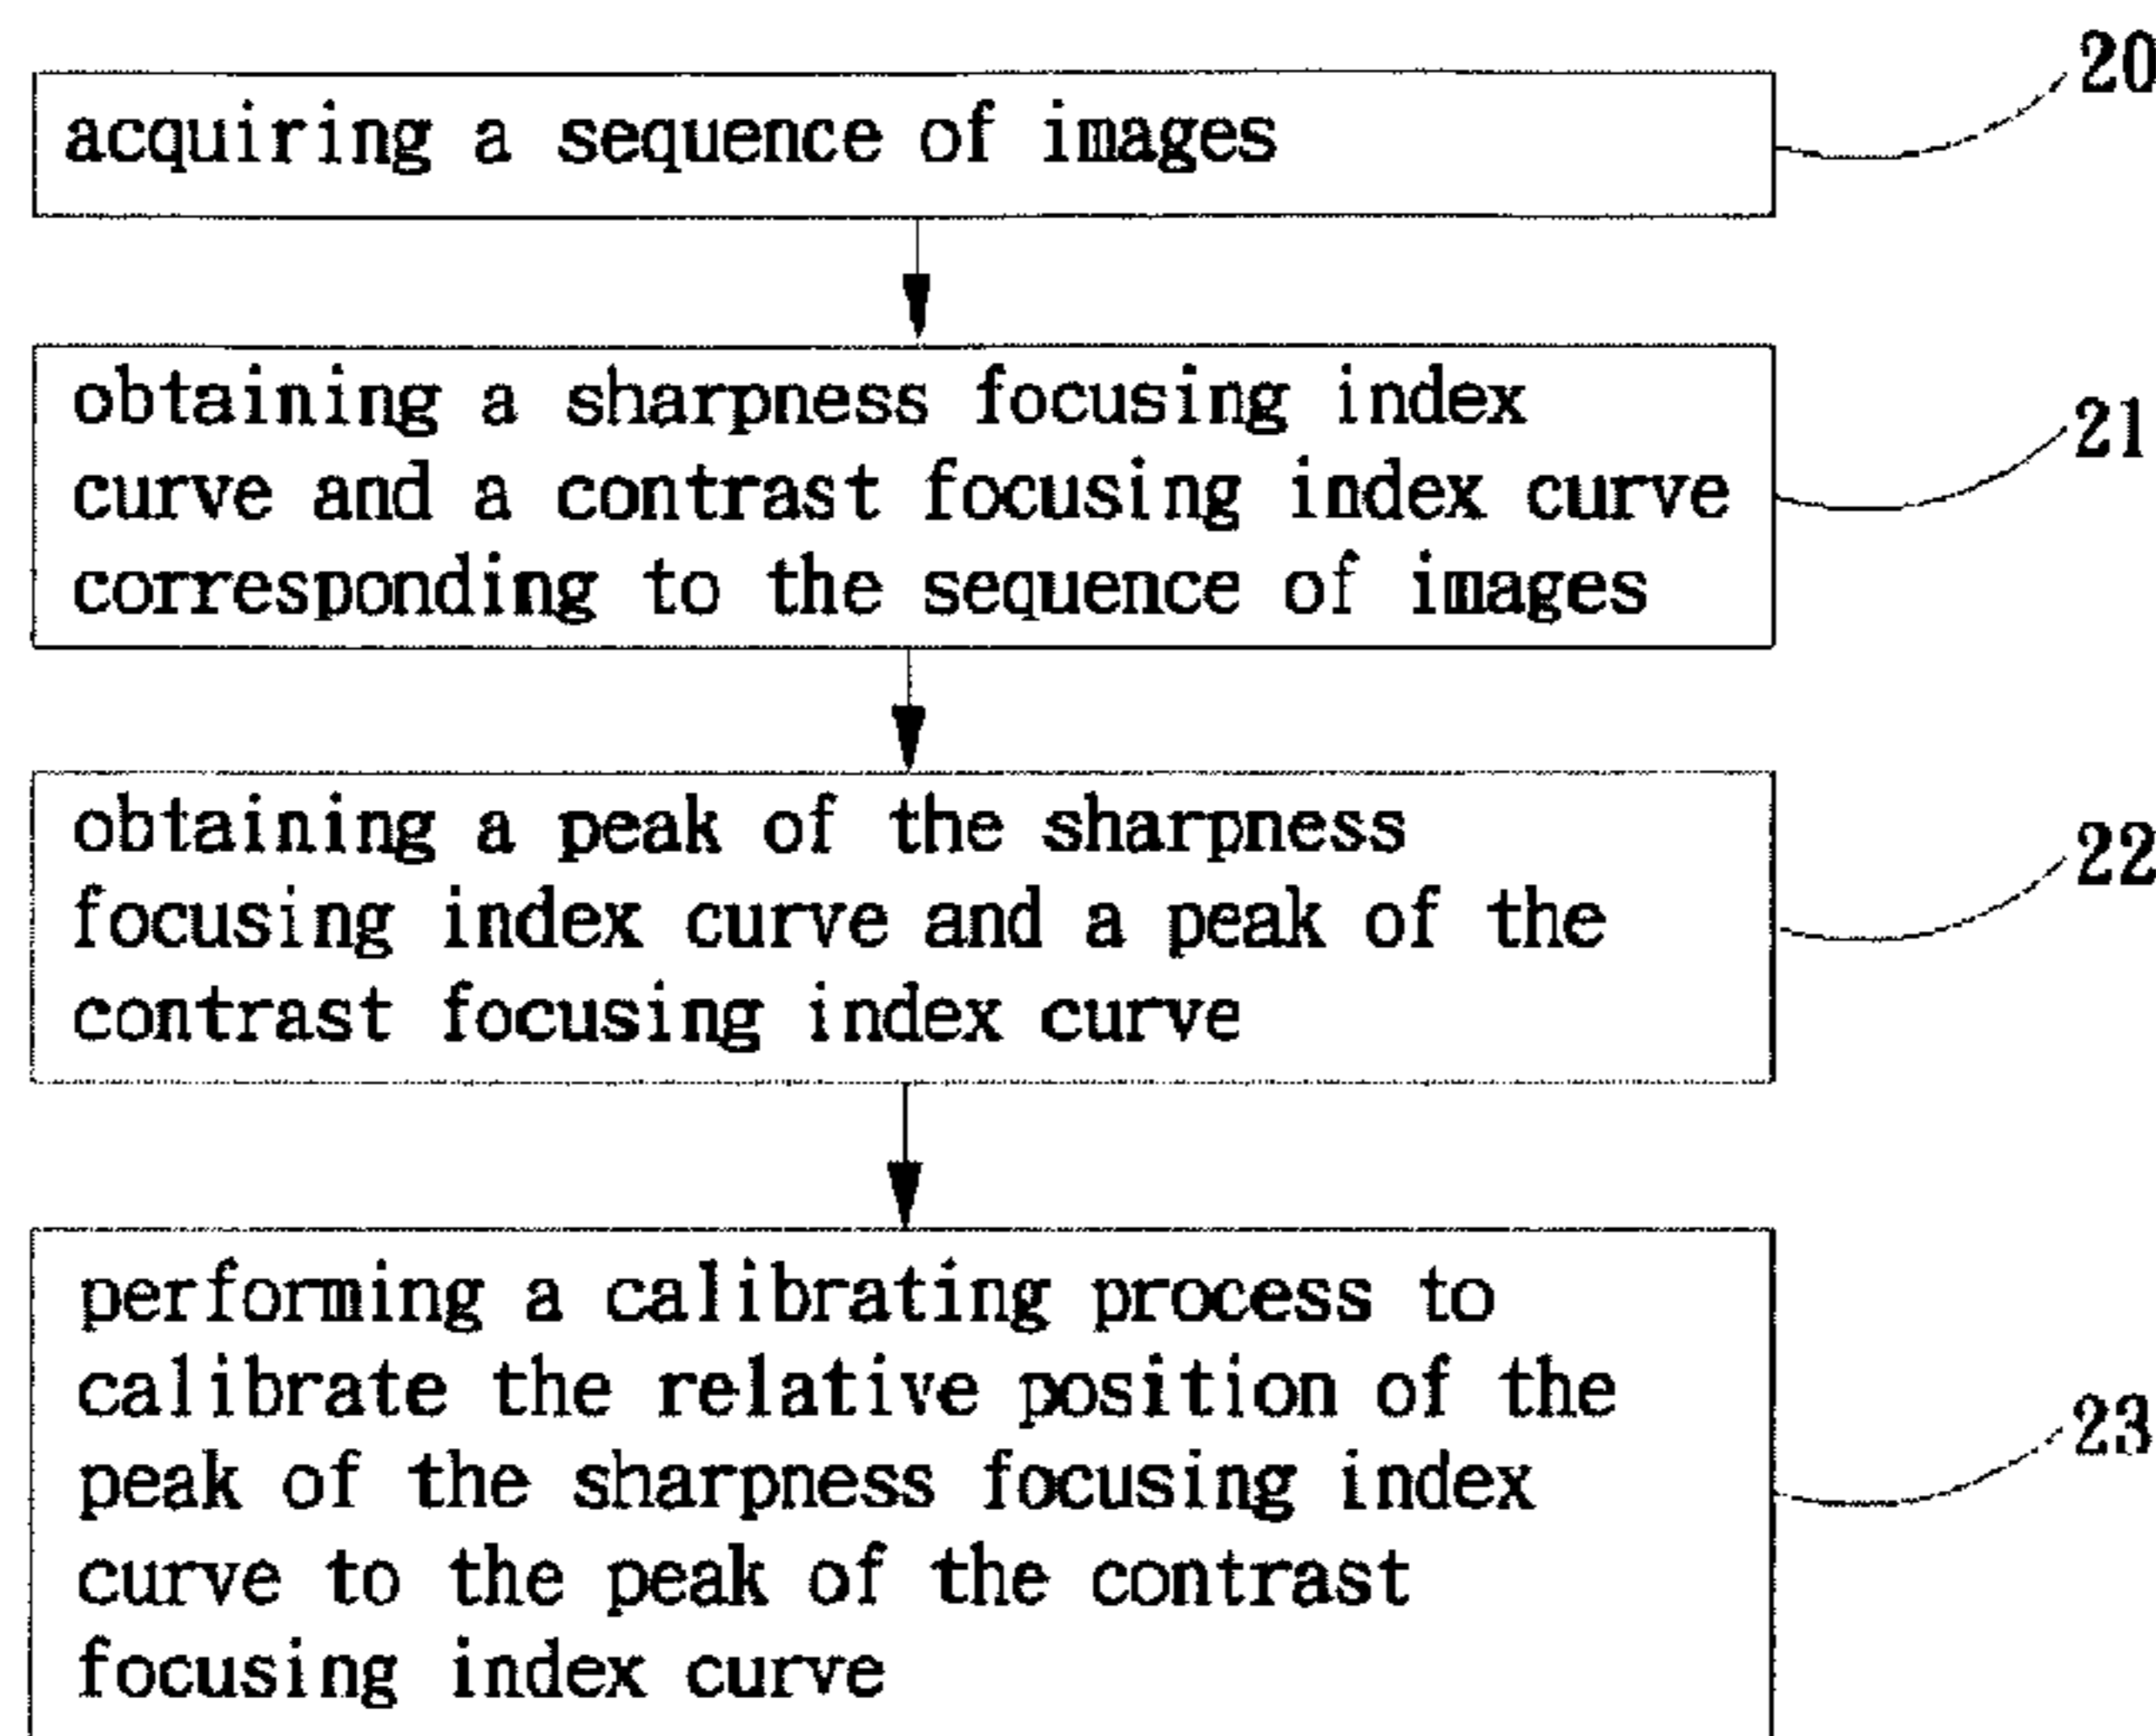 20
acquiring a sequence of images
obtaining a sharpness focusing index
curve and a contrast focusing index curve
corresponding to the sequence of images
21
obtaining a peak of the sharpness
focusing index curve and a peak of the
contrast focusing index curve
22
performing a calibrating process to
calibrate the relative position of the
peak of the sharpness focusing index
curve to the peak of the contrast
focusing index curve
23